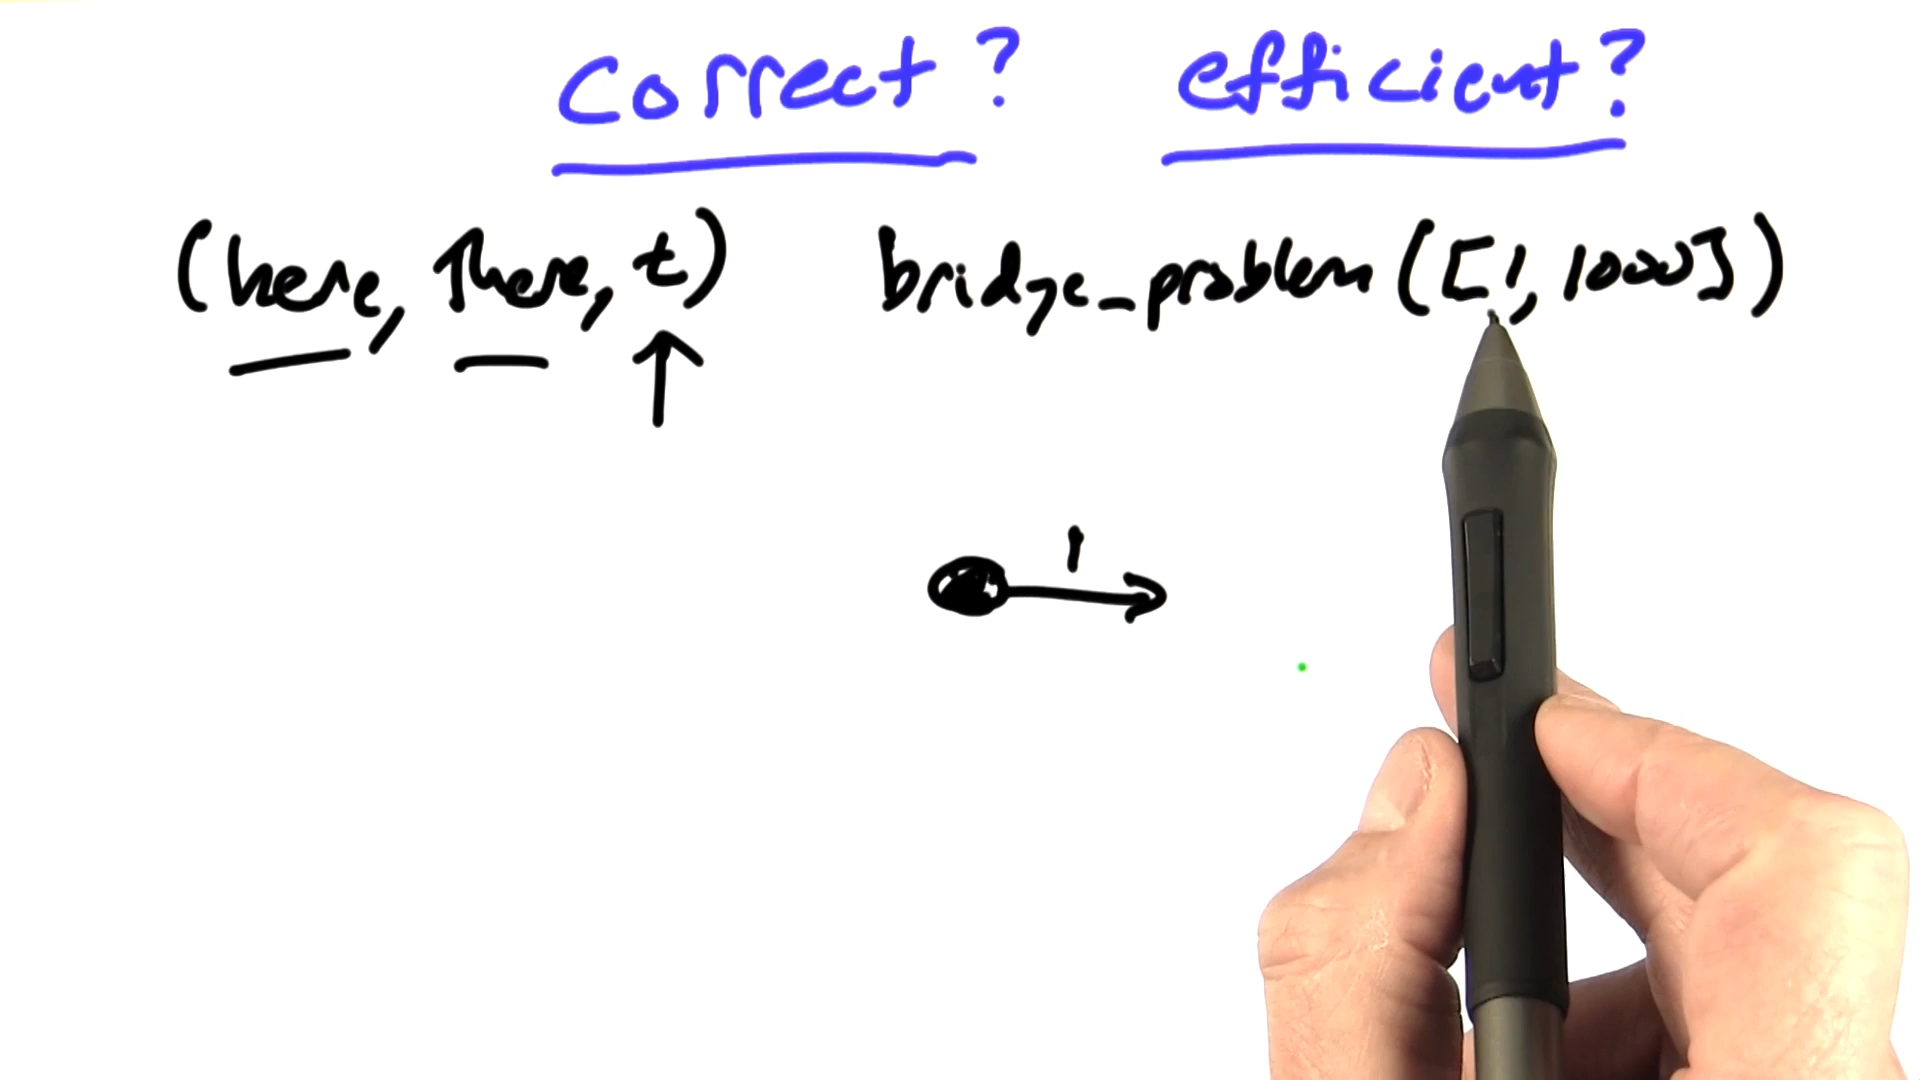 correct? efficient?
(here, there, t) bridge_problem([1, 1000])
1